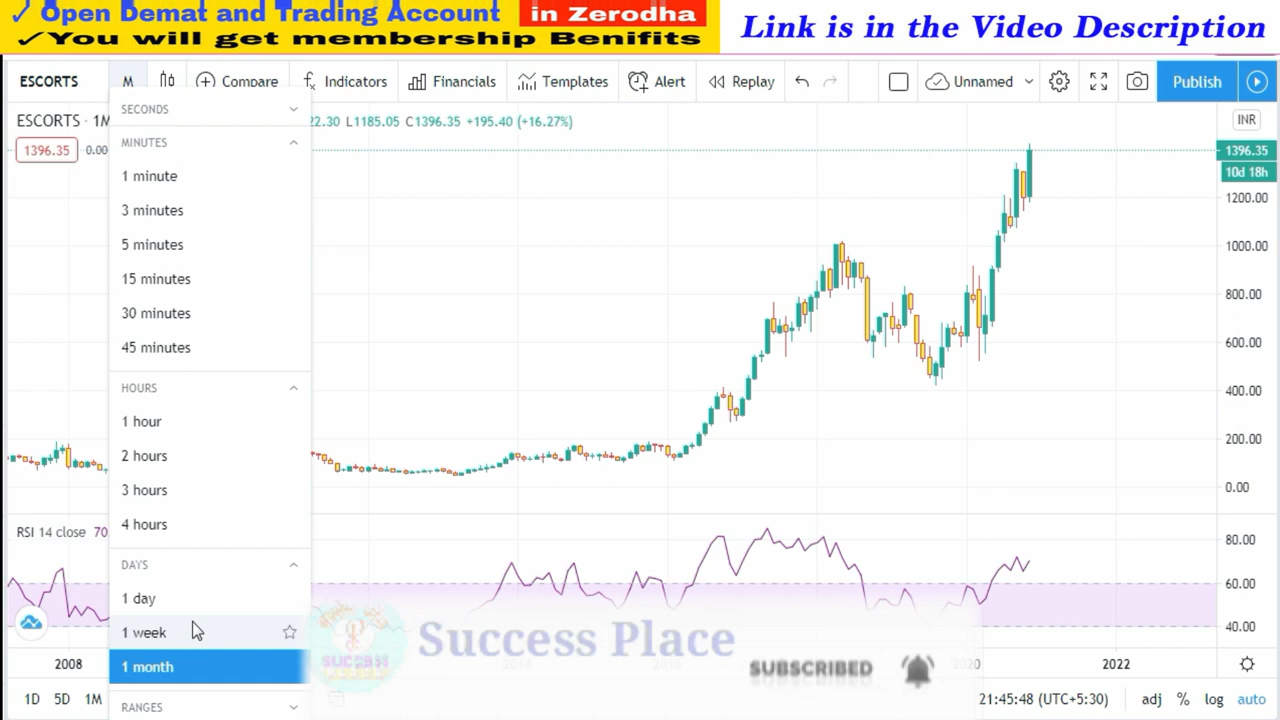 ✓ Open Demat and Trading Account in Zerodha
✓You will get membership Benifits
Link is in the Video Description
ESCORTS M Compare Indicators Financials Templates Alert Replay Unnamed Publish
ESCORTS · 1M 22.30 L1185.05 C1396.35 +195.40 (+16.27%) INR
1396.35 0.00
1396.35
10d 18h
1200.00
1000.00
800.00
600.00
400.00
200.00
0.00
SECONDS
MINUTES
1 minute
3 minutes
5 minutes
15 minutes
30 minutes
45 minutes
HOURS
1 hour
2 hours
3 hours
4 hours
DAYS
1 day
1 week
1 month
RANGES
RSI 14 close 70
80.00
60.00
40.00
Success Place
SUCCESS
SUBSCRIBED
2008 2014 2016 2020 2022
1D 5D 1M 21:45:48 (UTC+5:30) adj % log auto